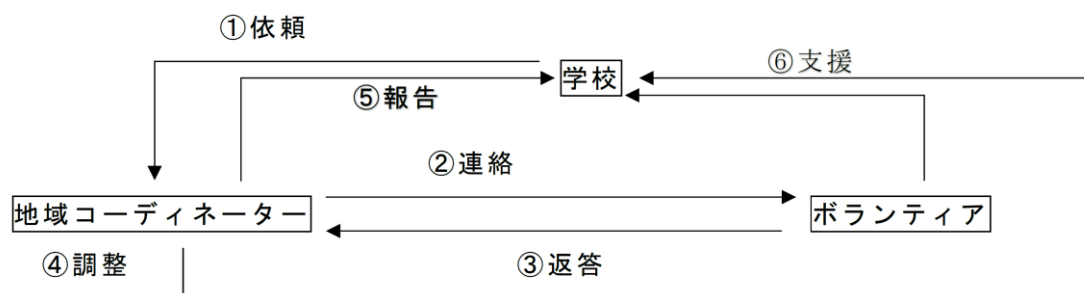 ①依頼
学校
⑥支援
⑤報告
②連絡
地域コーディネーター
ボランティア
④調整
③返答